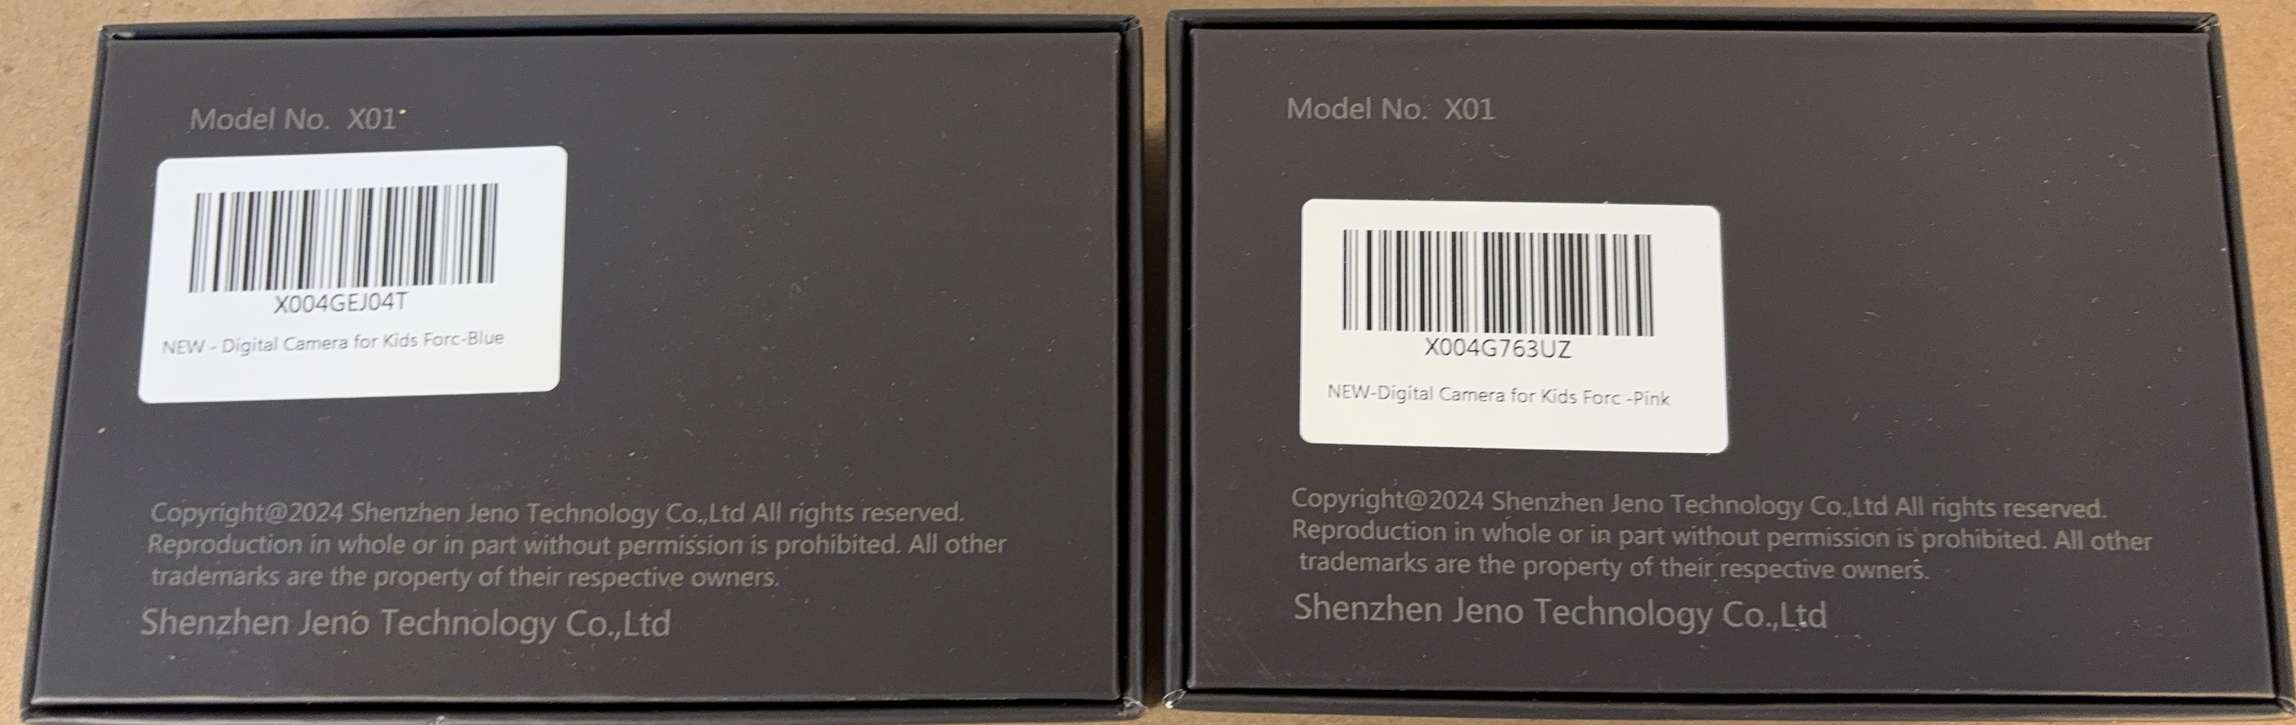 Model No. X01
X004GEJ04T
NEW - Digital Camera for Kids Forc-Blue
Copyright@2024 Shenzhen Jeno Technology Co.,Ltd All rights reserved.
Reproduction in whole or in part without permission is prohibited. All other
trademarks are the property of their respective owners.
Shenzhen Jeno Technology Co.,Ltd
Model No. X01
X004G763UZ
NEW-Digital Camera for Kids Forc -Pink
Copyright@2024 Shenzhen Jeno Technology Co.,Ltd All rights reserved.
Reproduction in whole or in part without permission is prohibited. All other
trademarks are the property of their respective owners.
Shenzhen Jeno Technology Co.,Ltd